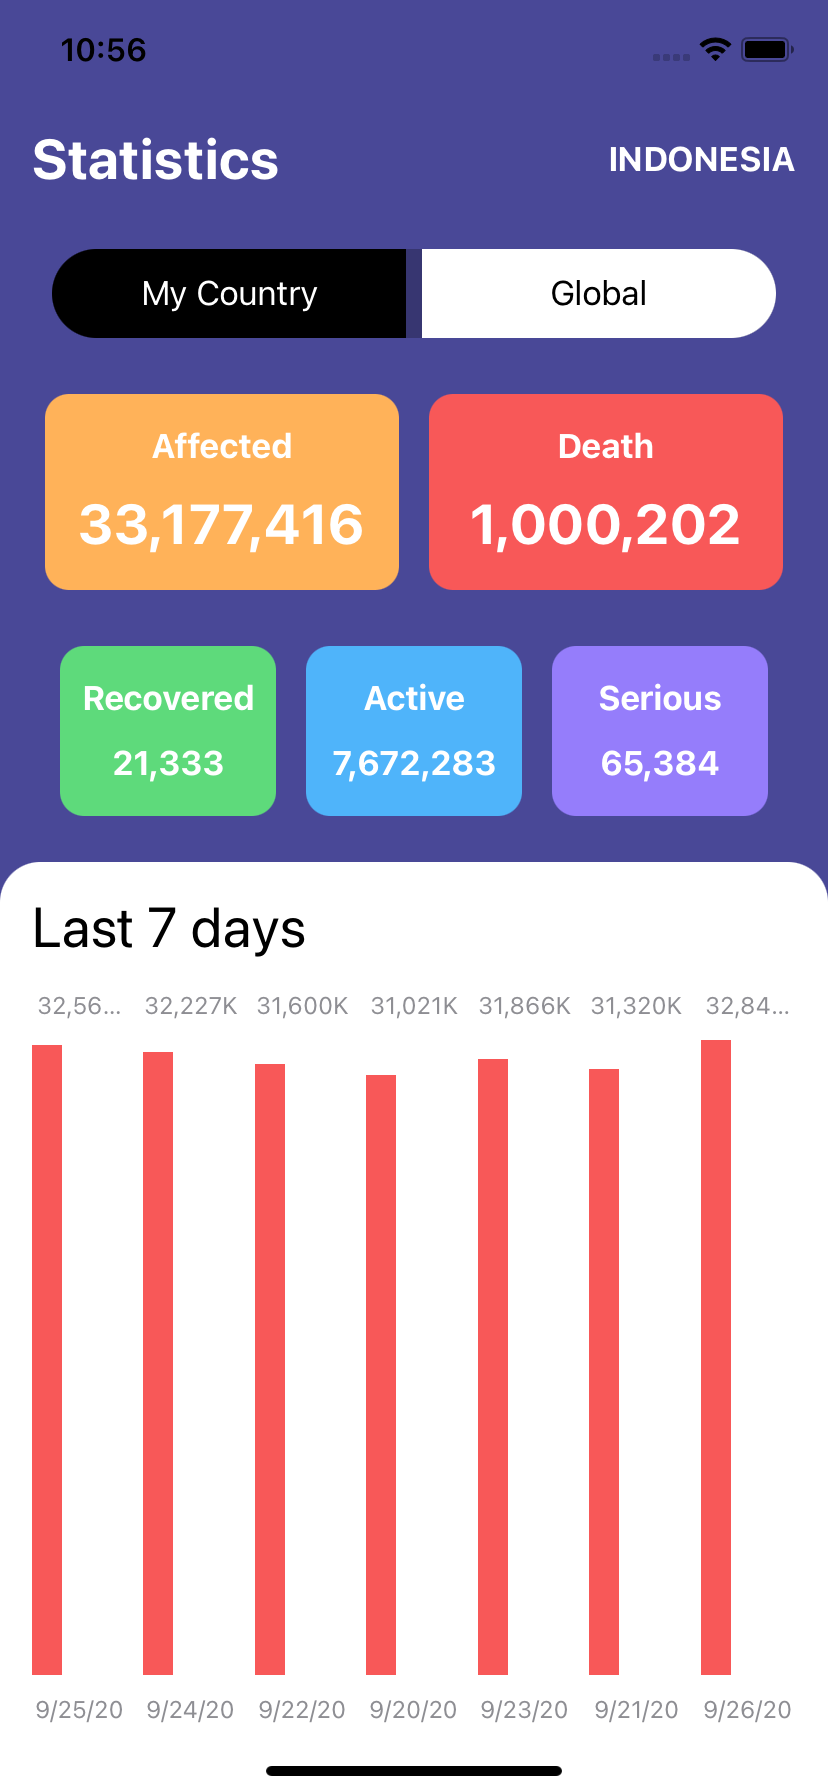 10:56
Statistics
INDONESIA
My Country
Global
Affected
33,177,416
Death
1,000,202
Recovered
21,333
Active
7,672,283
Serious
65,384
Last 7 days
32,56... 32,227K 31,600K 31,021K 31,866K 31,320K 32,84...
9/25/20 9/24/20 9/22/20 9/20/20 9/23/20 9/21/20 9/26/20